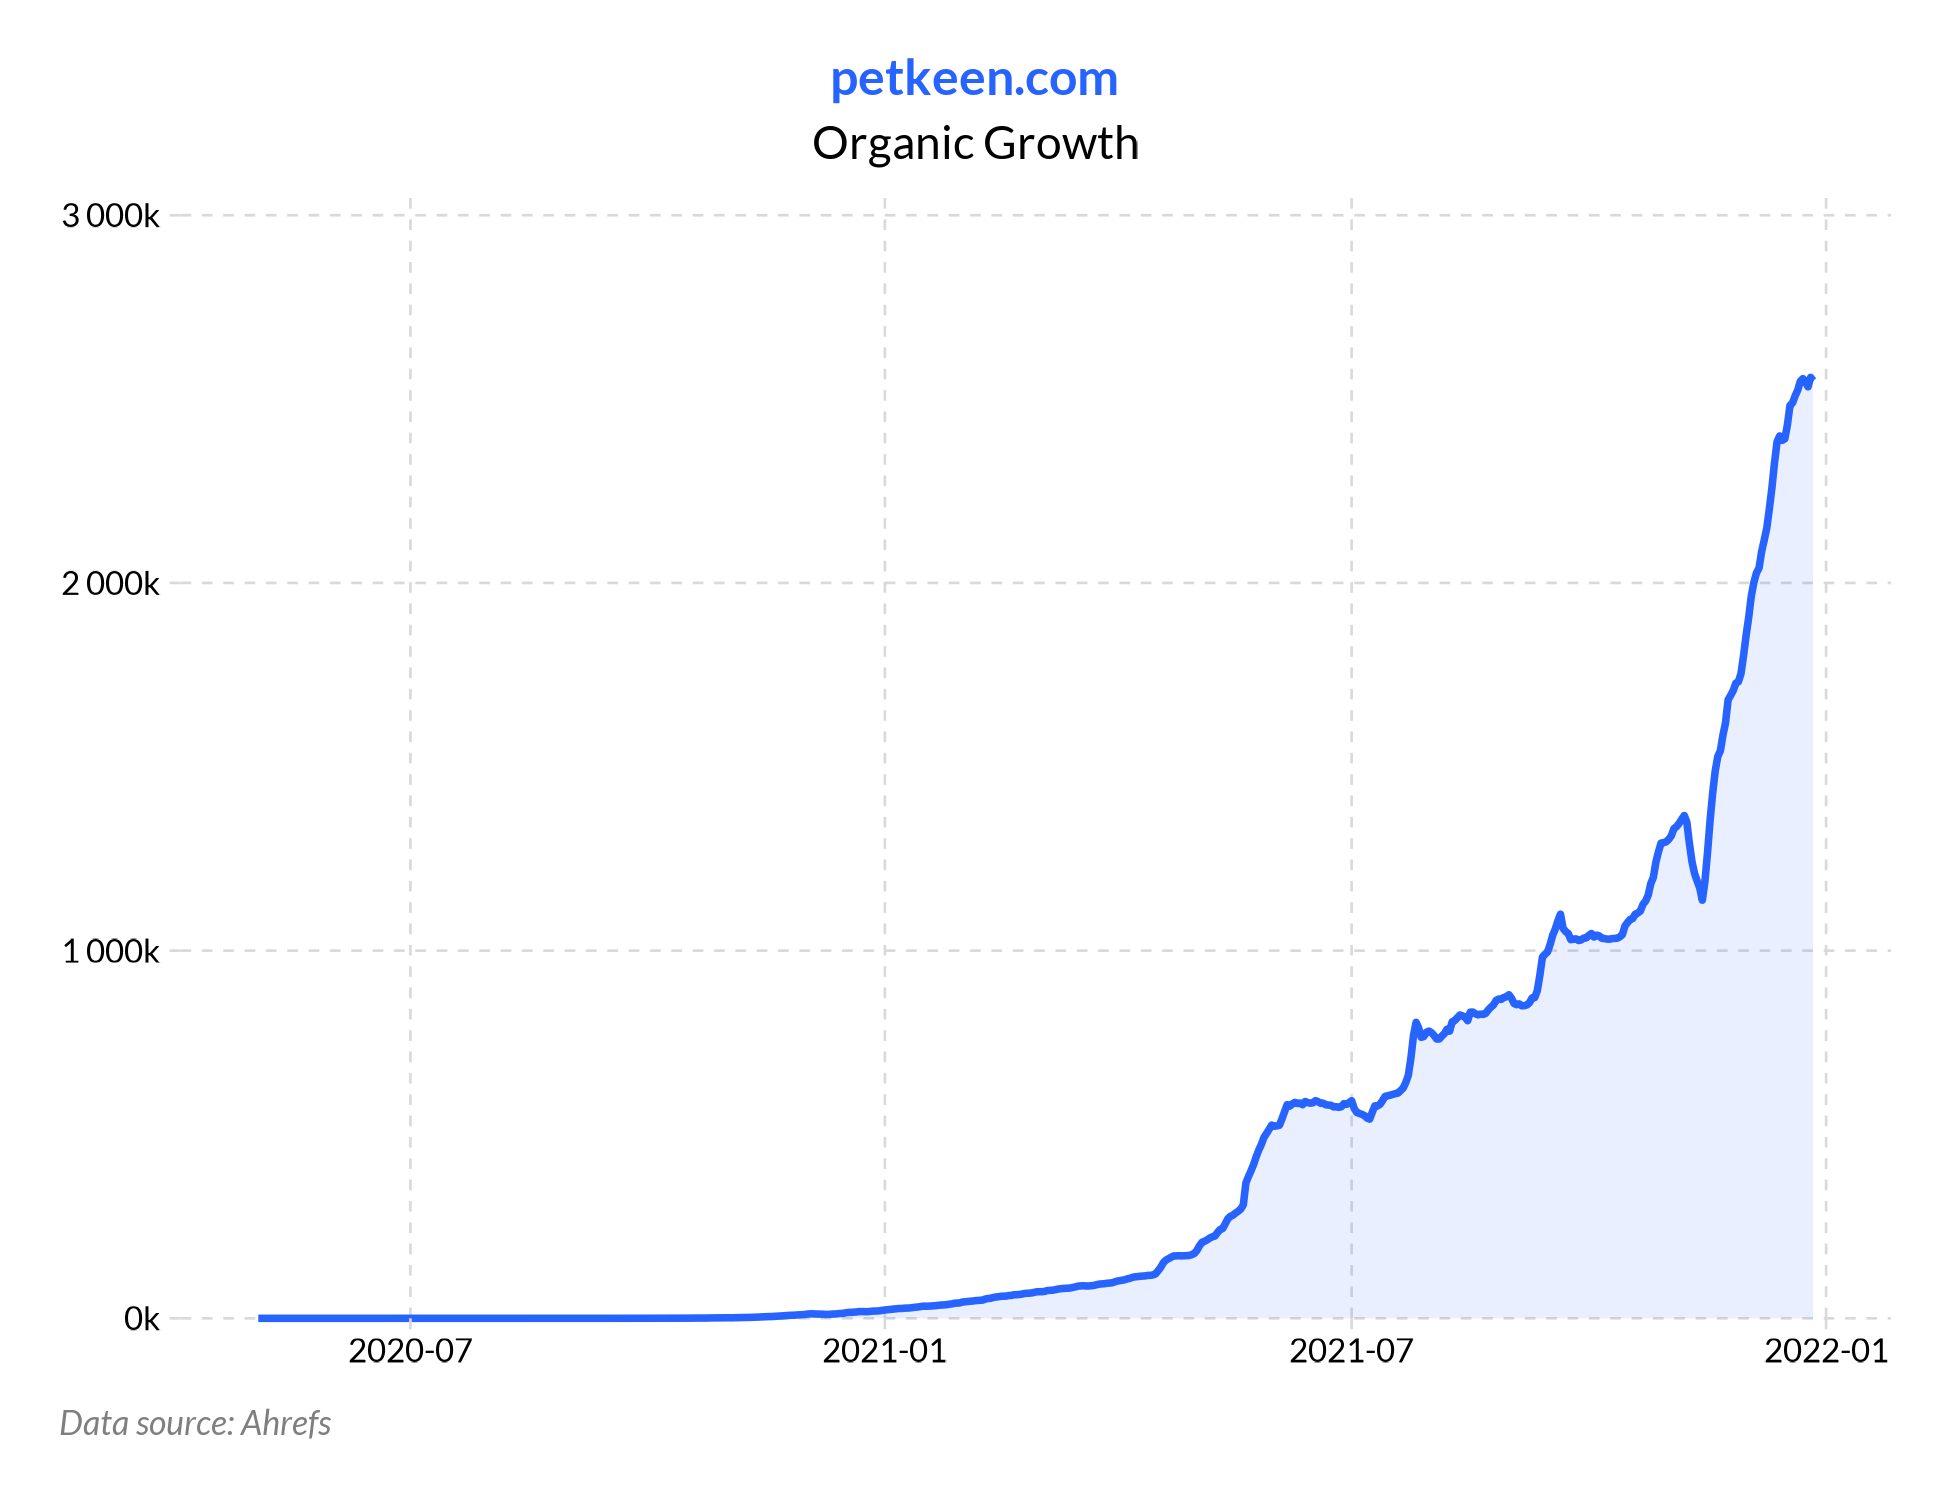 petkeen.com
Organic Growth
3 000k
2 000k
1 000k
0k
2020-07 2021-01 2021-07 2022-01
Data source: Ahrefs